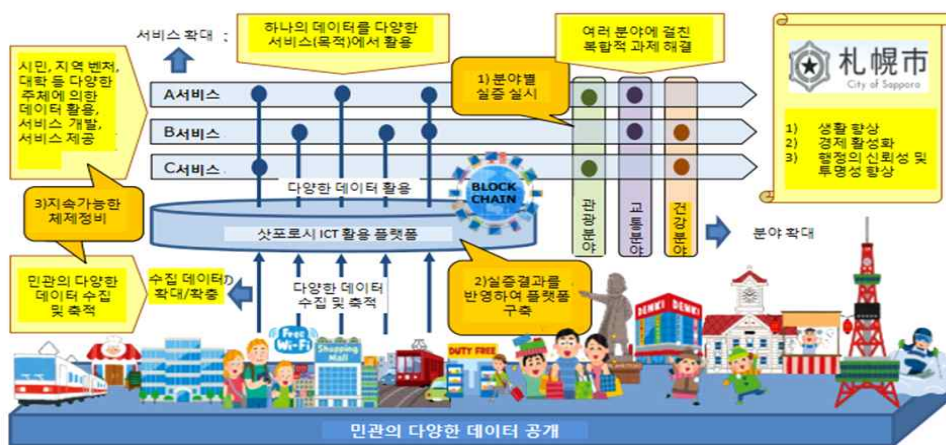 서비스 확대 :
하나의 데이터를 다양한
서비스(목적)에서 활용
여러 분야에 걸친
복합적 과제 해결
시민, 지역 벤처,
대학 등 다양한
주체에 의한
데이터 활용,
서비스 개발,
서비스 제공
1) 분야별
실증 실시
札幌市
City of Sapporo
1) 생활 향상
2) 경제 활성화
3) 행정의 신뢰성 및
투명성 향상
A서비스
B서비스
C서비스
다양한 데이터 활용
BLOCK
CHAIN
관광분야
교통분야
건강분야
분야 확대
3)지속가능한
체제정비
삿포로시 ICT 활용 플랫폼
민관의 다양한
데이터 수집
및 축적
수집 데이터の
확대/확충
다양한 데이터
수집 및 축적
2)실증결과를
반영하여 플랫폼
구축
Free
Wi-Fi
Shopping
Mall
DUTY FREE
DENKI
DENKI
민관의 다양한 데이터 공개